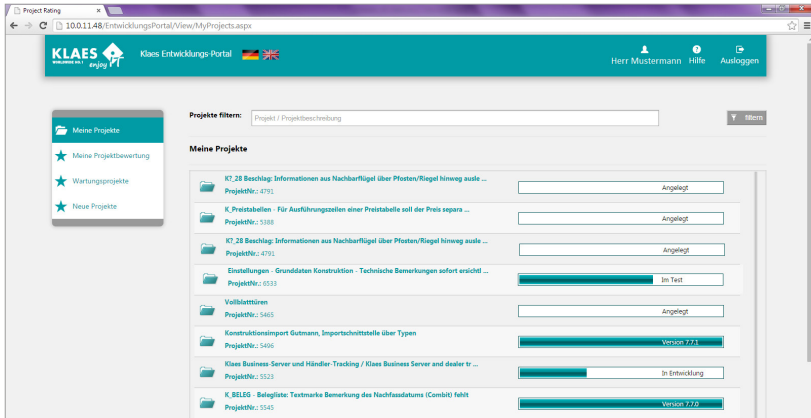 Project Rating
10.0.11.48/EntwicklungsPortal/View/MyProjects.aspx
KLAES
WORLDWIDE NO. 1
enjoy IT
Klaes Entwicklungs-Portal
Herr Mustermann Hilfe Ausloggen
Meine Projekte
Meine Projektbewertung
Wartungsprojekte
Neue Projekte
Projekte filtern: Projekt / Projektbeschreibung filtern
Meine Projekte
K7_28 Beschlag: Informationen aus Nachbarflügel über Pfosten/Riegel hinweg ausle ...
ProjektNr.: 4791 Angelegt
K_Preistabellen - Für Ausführungszeilen einer Preistabelle soll der Preis separa ...
ProjektNr.: 5388 Angelegt
K7_28 Beschlag: Informationen aus Nachbarflügel über Pfosten/Riegel hinweg ausle ...
ProjektNr.: 4791 Angelegt
Einstellungen - Grunddaten Konstruktion - Technische Bemerkungen sofort ersichtl ...
ProjektNr.: 6533 Im Test
Vollblatttüren
ProjektNr.: 5465 Angelegt
Konstruktionsimport Gutmann, Importschnittstelle über Typen
ProjektNr.: 5496 Version 7.7.1
Klaes Business-Server und Händler-Tracking / Klaes Business Server and dealer tr ...
ProjektNr.: 5523 In Entwicklung
K_BELEG - Belegliste: Textmarke Bemerkung des Nachfassdatums (Combit) fehlt
ProjektNr.: 5545 Version 7.7.0